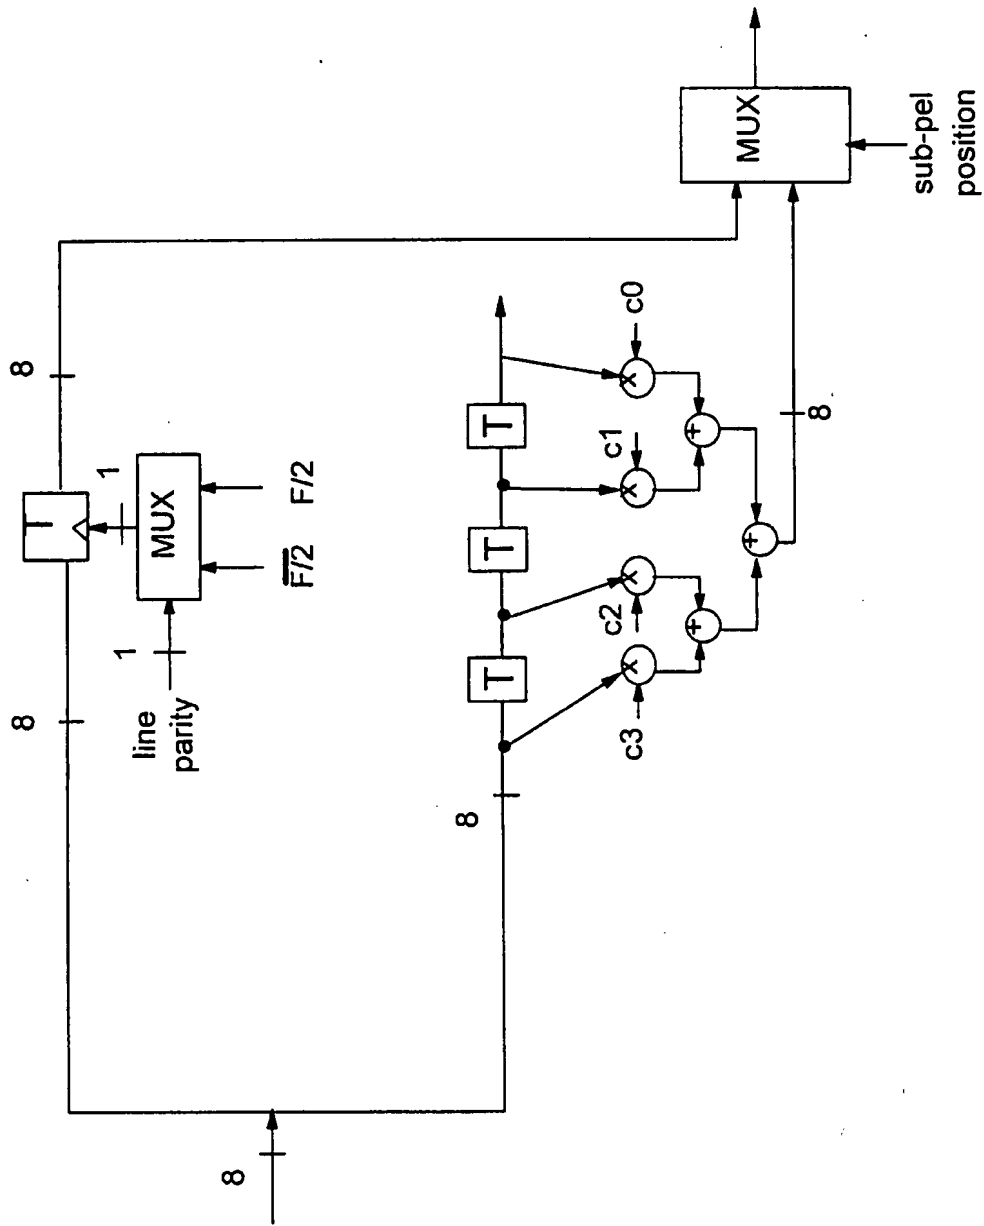 8
8
T
1
1
MUX
line
parity
8
F/2
F/2
8
T
T
T
c3
c2
c1
c0
×
×
×
×
+
+
+
MUX
8
sub-pel
position